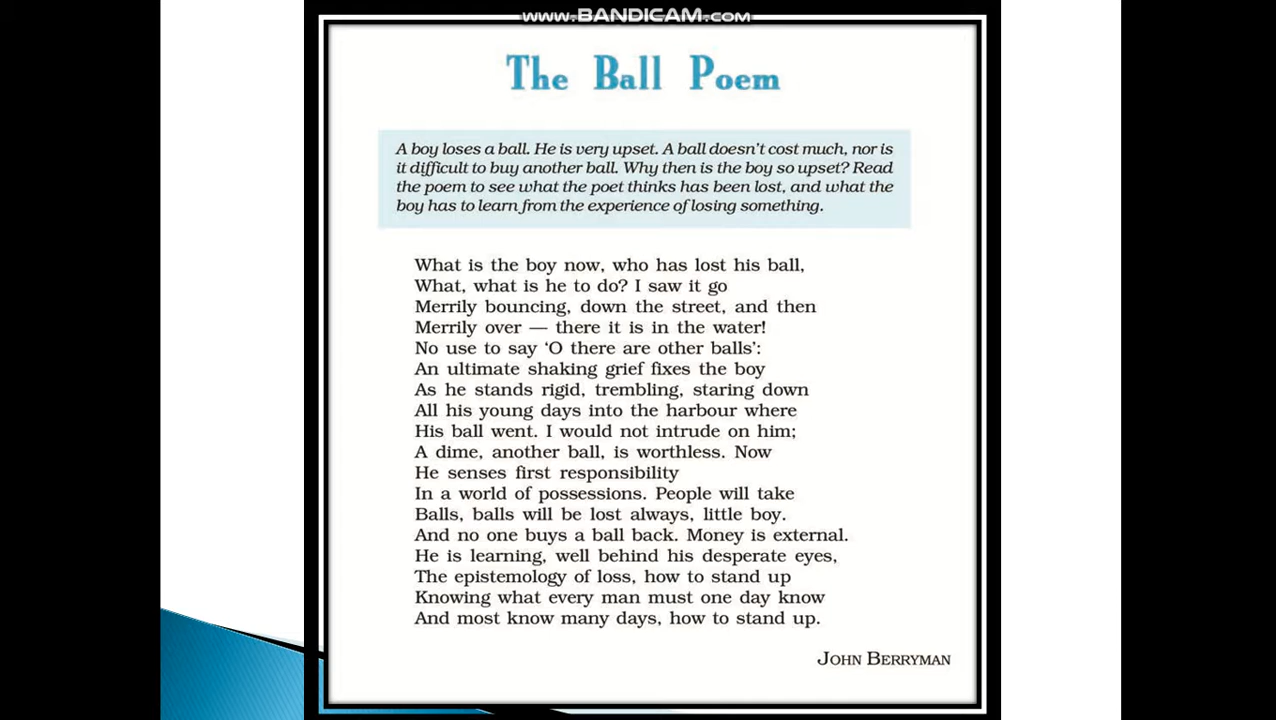 www.BANDICAM.com
The Ball Poem
A boy loses a ball. He is very upset. A ball doesn't cost much, nor is
it difficult to buy another ball. Why then is the boy so upset? Read
the poem to see what the poet thinks has been lost, and what the
boy has to learn from the experience of losing something.
What is the boy now, who has lost his ball,
What, what is he to do? I saw it go
Merrily bouncing, down the street, and then
Merrily over — there it is in the water!
No use to say ‘O there are other balls’:
An ultimate shaking grief fixes the boy
As he stands rigid, trembling, staring down
All his young days into the harbour where
His ball went. I would not intrude on him;
A dime, another ball, is worthless. Now
He senses first responsibility
In a world of possessions. People will take
Balls, balls will be lost always, little boy.
And no one buys a ball back. Money is external.
He is learning, well behind his desperate eyes,
The epistemology of loss, how to stand up
Knowing what every man must one day know
And most know many days, how to stand up.
JOHN BERRYMAN